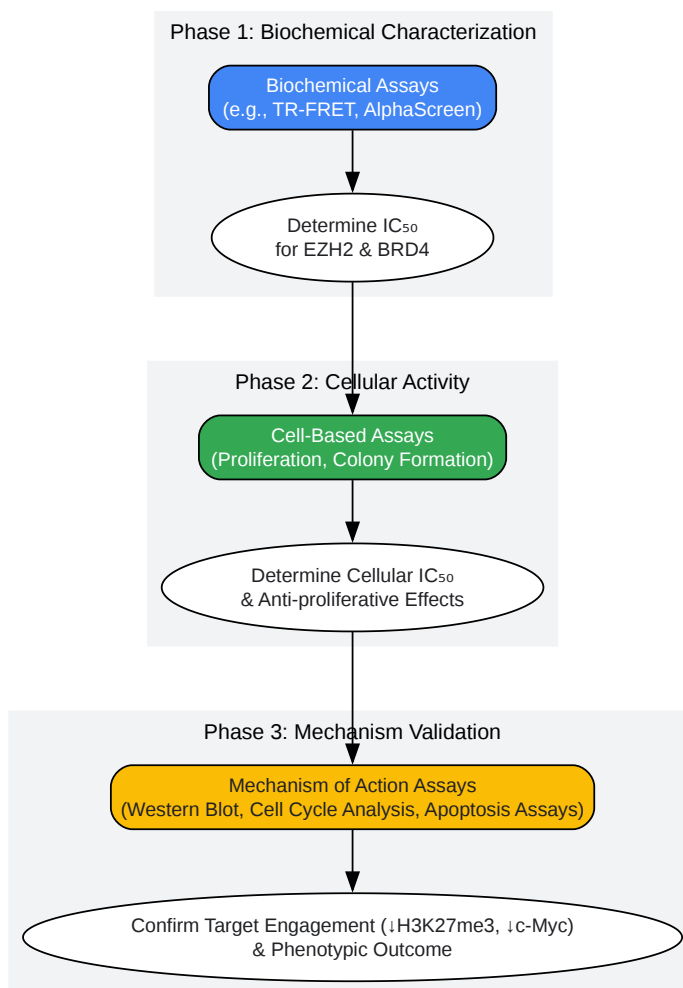 Phase 1: Biochemical Characterization
Biochemical Assays
(e.g., TR-FRET, AlphaScreen)
Determine IC₅₀
for EZH2 & BRD4
Phase 2: Cellular Activity
Cell-Based Assays
(Proliferation, Colony Formation)
Determine Cellular IC₅₀
& Anti-proliferative Effects
Phase 3: Mechanism Validation
Mechanism of Action Assays
(Western Blot, Cell Cycle Analysis, Apoptosis Assays)
Confirm Target Engagement (↓H3K27me3, ↓c-Myc)
& Phenotypic Outcome